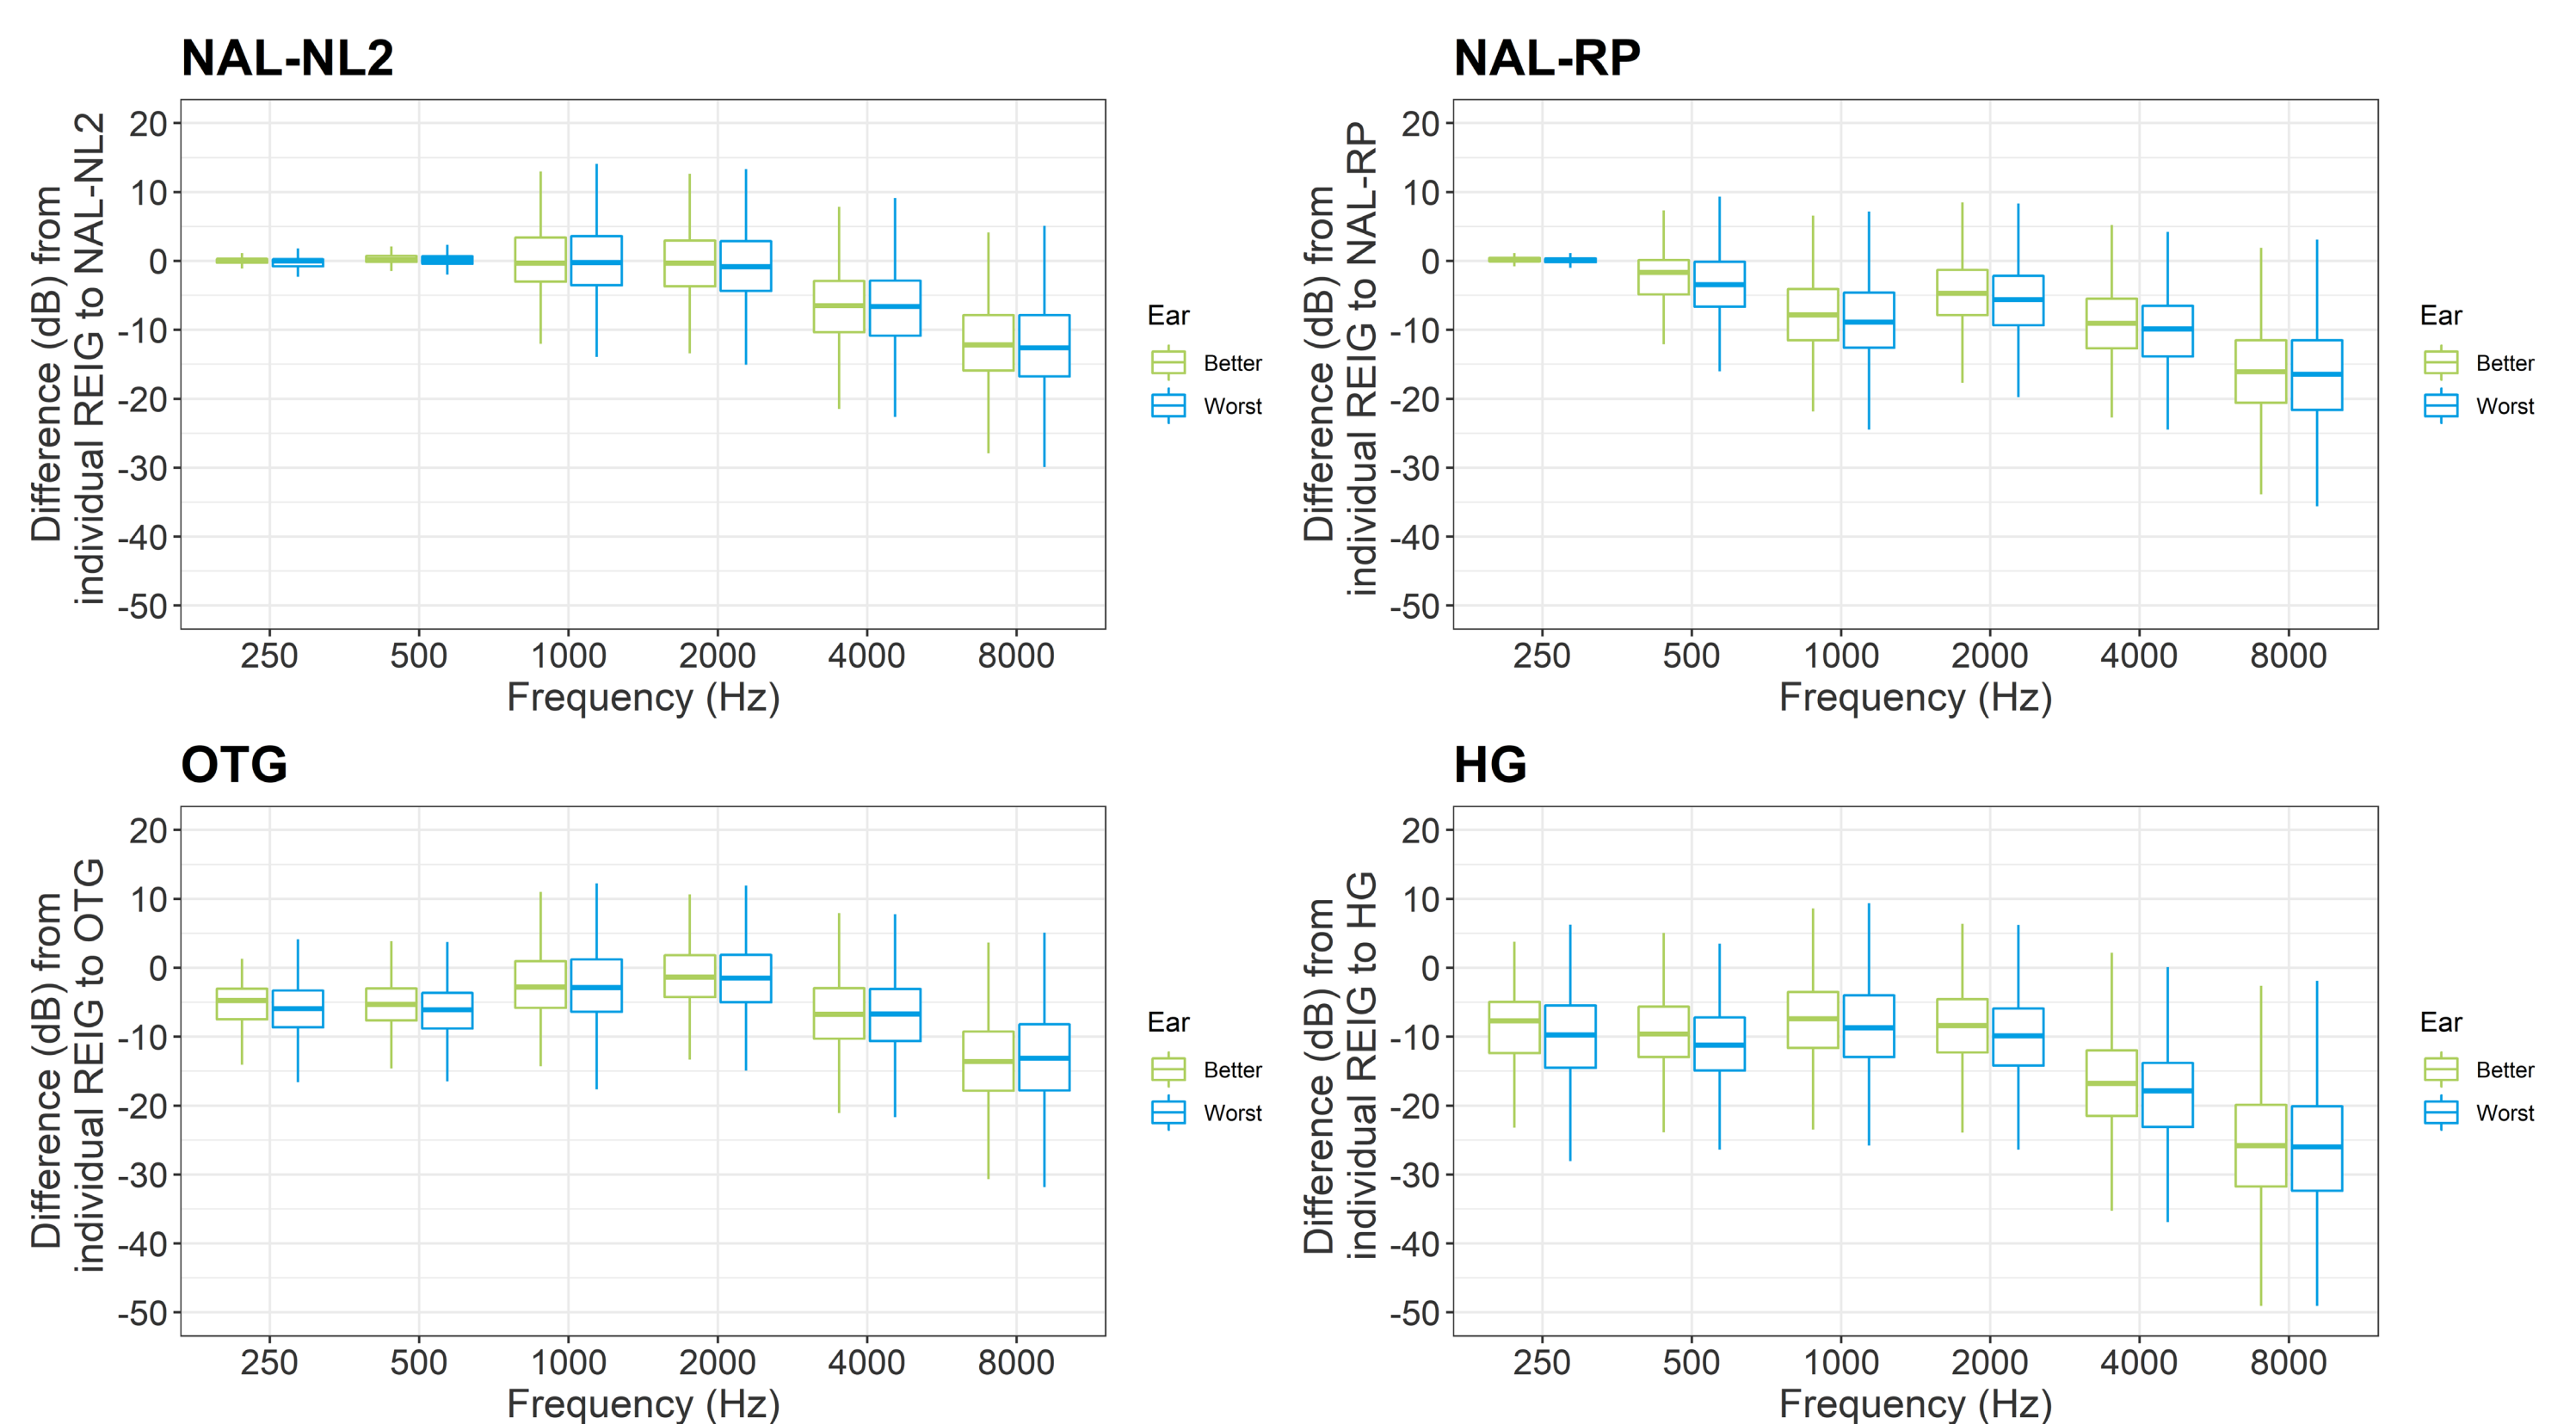 NAL-NL2
Difference (dB) from
individual REIG to NAL-NL2
20
10
0
-10
-20
-30
-40
-50
250 500 1000 2000 4000 8000
Frequency (Hz)
Ear
Better
Worst
NAL-RP
Difference (dB) from
individual REIG to NAL-RP
20
10
0
-10
-20
-30
-40
-50
250 500 1000 2000 4000 8000
Frequency (Hz)
Ear
Better
Worst
OTG
Difference (dB) from
individual REIG to OTG
20
10
0
-10
-20
-30
-40
-50
250 500 1000 2000 4000 8000
Frequency (Hz)
Ear
Better
Worst
HG
Difference (dB) from
individual REIG to HG
20
10
0
-10
-20
-30
-40
-50
250 500 1000 2000 4000 8000
Frequency (Hz)
Ear
Better
Worst